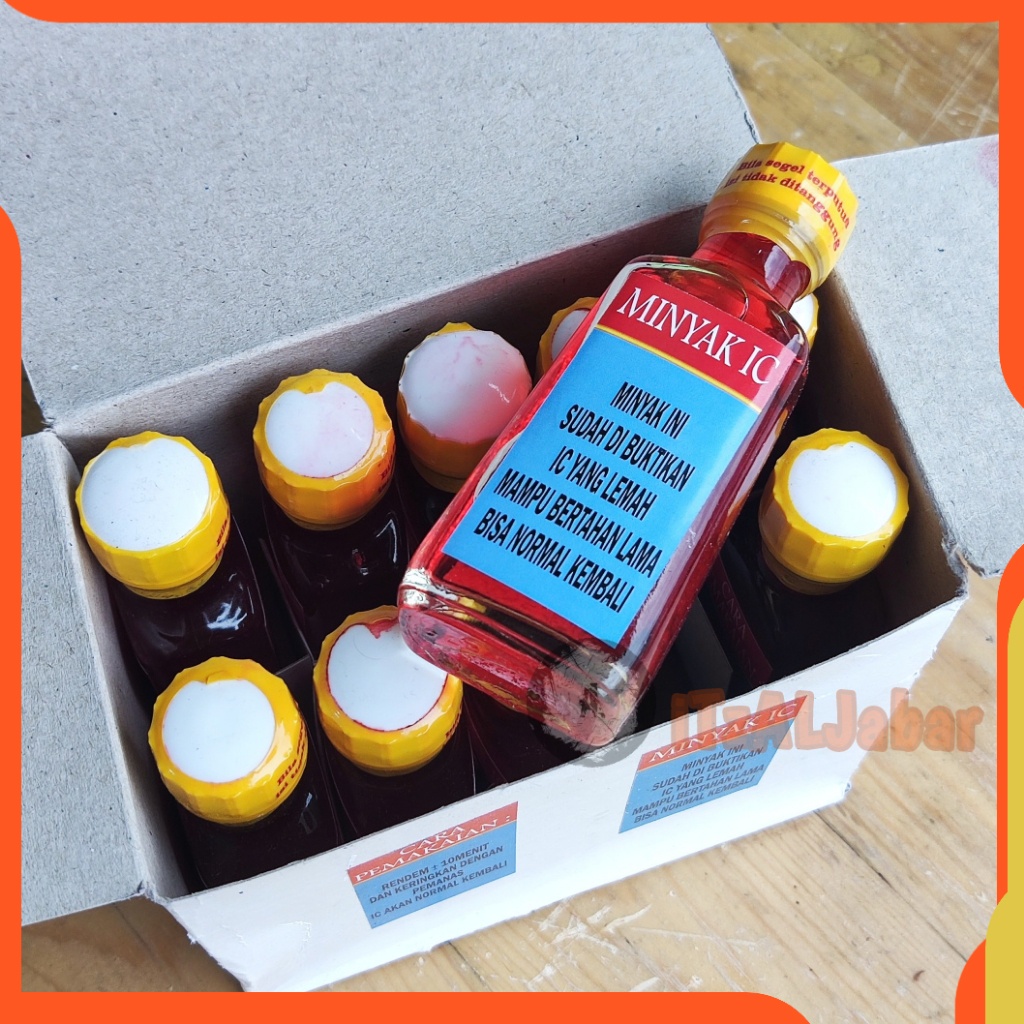 Bila segel terputus
ini tidak ditanggung
MINYAK IC
MINYAK INI
SUDAH DI BUKTIKAN
IC YANG LEMAH
MAMPU BERTAHAN LAMA
BISA NORMAL KEMBALI
ITzALJabar
MINYAK IC
MINYAK INI
SUDAH DI BUKTIKAN
IC YANG LEMAH
MAMPU BERTAHAN LAMA
BISA NORMAL KEMBALI
CARA
PEMAKAIAN :
RENDEM ± 10MENIT
DAN KERINGKAN DENGAN
PEMANAS
IC AKAN NORMAL KEMBALI